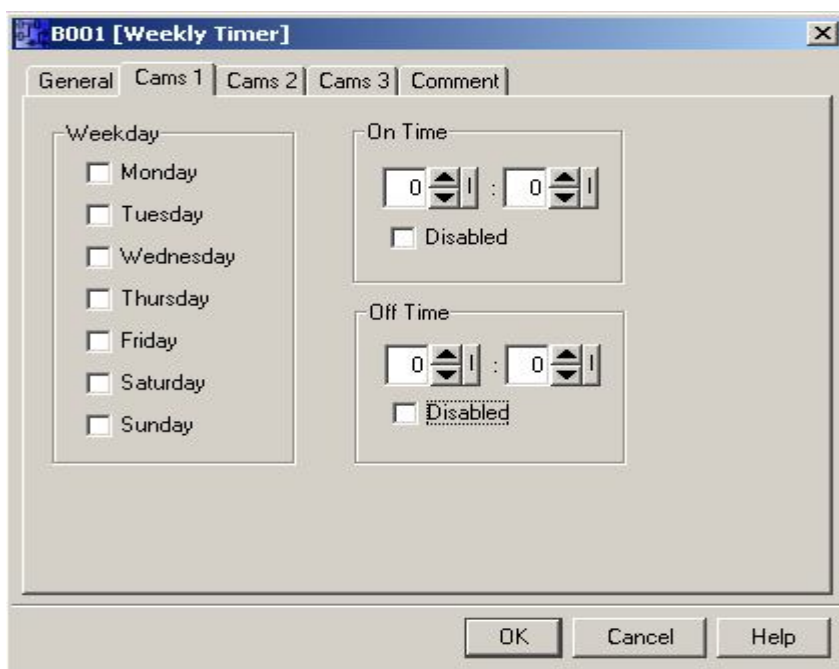 B001 [Weekly Timer]
General Cams 1 Cams 2 Cams 3 Comment
Weekday
Monday
Tuesday
Wednesday
Thursday
Friday
Saturday
Sunday
On Time
0 : 0
Disabled
Off Time
0 : 0
Disabled
OK Cancel Help